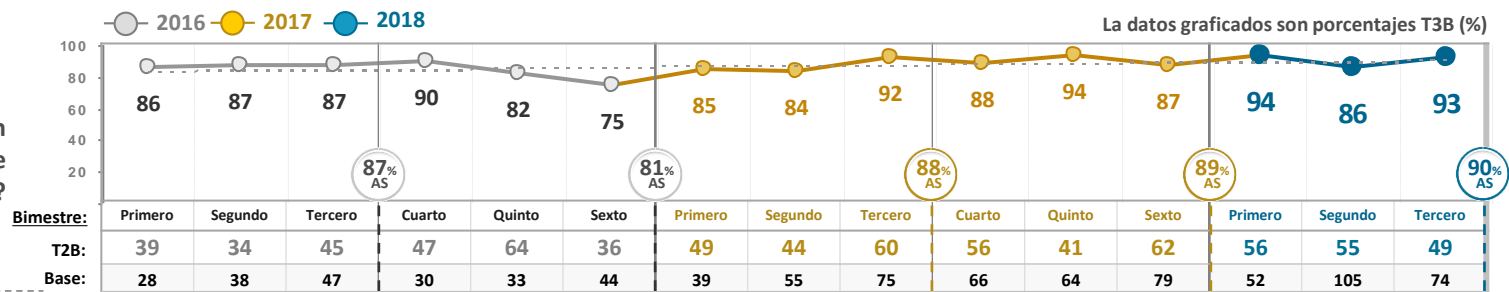 2016 2017 2018
La datos graficados son porcentajes T3B (%)
100
80
60
40
20
86 87 87 90 82 75 85 84 92 88 94 87 94 86 93
n
e
?
87% AS 81% AS 88% AS 89% AS 90% AS
Bimestre: Primero Segundo Tercero Cuarto Quinto Sexto Primero Segundo Tercero Cuarto Quinto Sexto Primero Segundo Tercero
T2B: 39 34 45 47 64 36 49 44 60 56 41 62 56 55 49
Base: 28 38 47 30 33 44 39 55 75 66 64 79 52 105 74